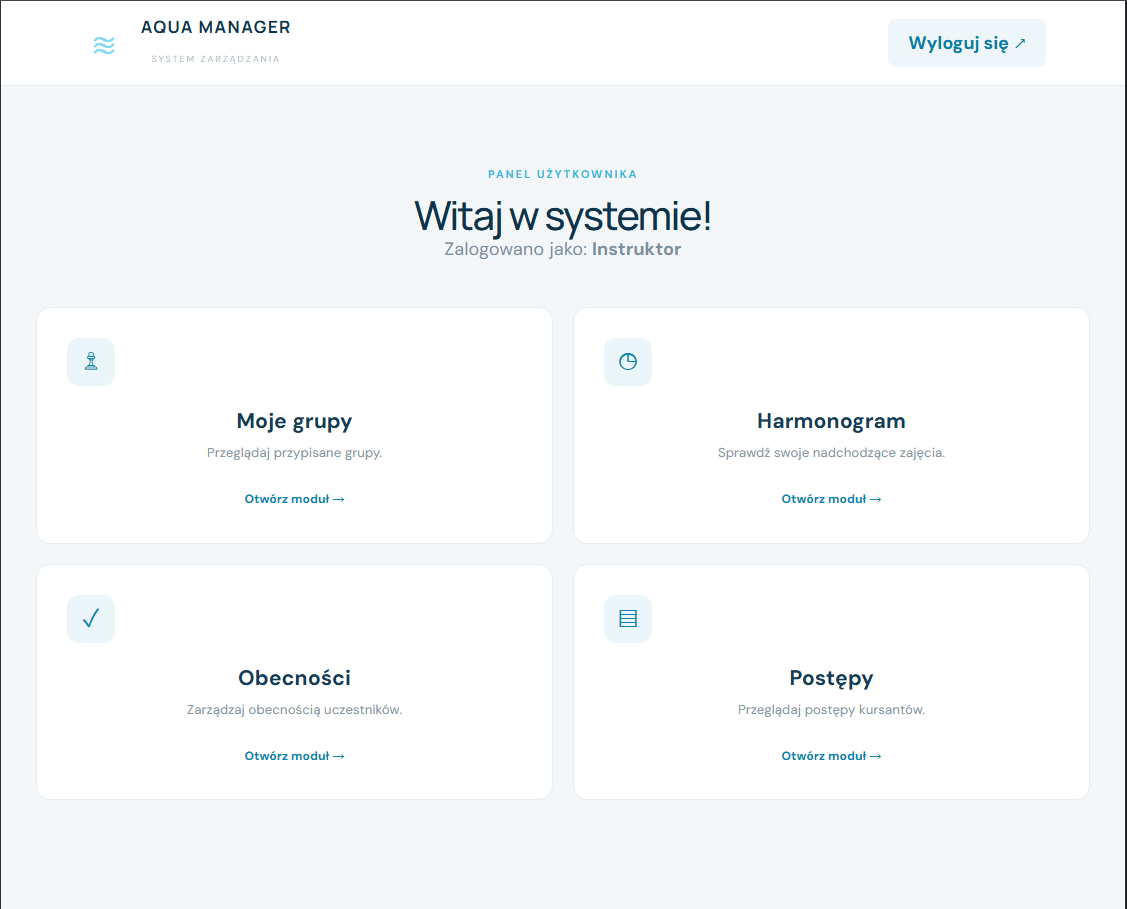 AQUA MANAGER
SYSTEM ZARZĄDZANIA
Wyloguj się ↗
PANEL UŻYTKOWNIKA
Witaj w systemie!
Zalogowano jako: Instruktor
Moje grupy
Przeglądaj przypisane grupy.
Otwórz moduł →
Harmonogram
Sprawdź swoje nadchodzące zajęcia.
Otwórz moduł →
Obecności
Zarządzaj obecnością uczestników.
Otwórz moduł →
Postępy
Przeglądaj postępy kursantów.
Otwórz moduł →